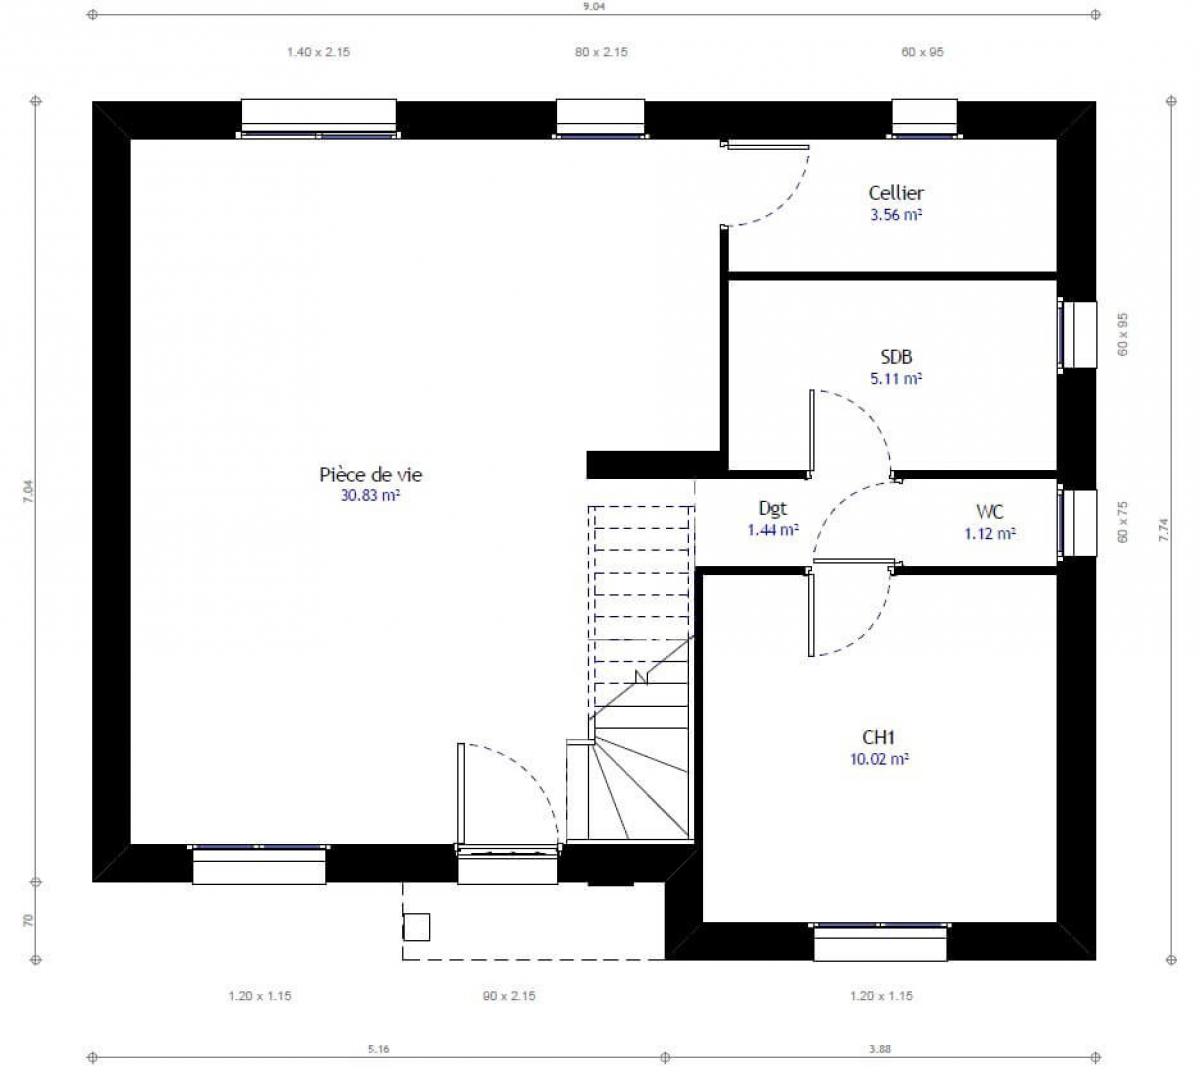 9.04
1.40 x 2.15
80 x 2.15
60 x 95
Cellier
3.56 m²
60 x 95
SDB
5.11 m²
Pièce de vie
30.83 m²
7.04
Dgt
1.44 m²
WC
1.12 m²
60 x 75
7.74
CH1
10.02 m²
70
1.20 x 1.15
90 x 2.15
1.20 x 1.15
5.16
3.88